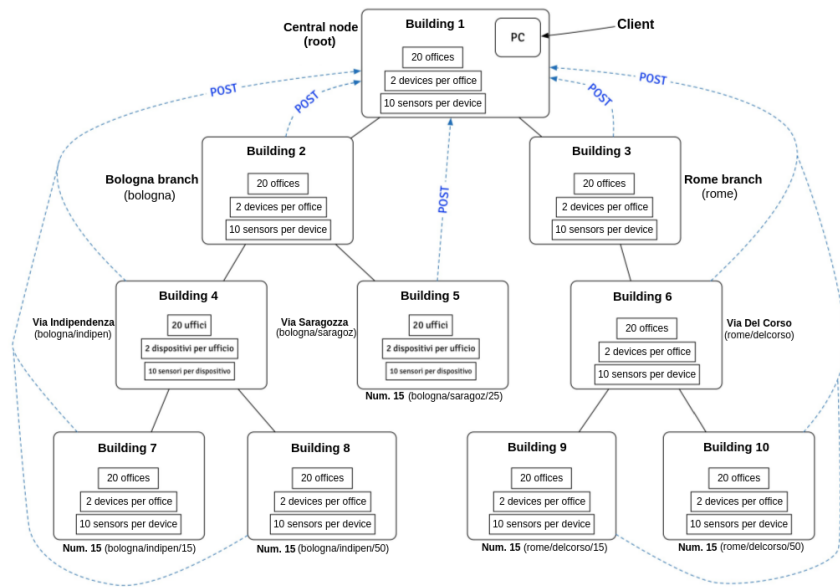 Central node
(root)
Building 1
PC
Client
20 offices
2 devices per office
10 sensors per device
POST
POST
POST
POST
Building 2
Bologna branch
(bologna)
20 offices
2 devices per office
10 sensors per device
Building 3
Rome branch
(rome)
20 offices
2 devices per office
10 sensors per device
POST
Building 4
Via Indipendenza
(bologna/indipen)
20 uffici
2 dispositivi per ufficio
10 sensori per dispositivo
Building 5
Via Saragozza
(bologna/saragoz)
20 uffici
2 dispositivi per ufficio
10 sensori per dispositivo
Num. 15 (bologna/saragoz/25)
Building 6
Via Del Corso
(rome/delcorso)
20 offices
2 devices per office
10 sensors per device
Building 7
20 offices
2 devices per office
10 sensors per device
Num. 15 (bologna/indipen/15)
Building 8
20 offices
2 devices per office
10 sensors per device
Num. 15 (bologna/indipen/50)
Building 9
20 offices
2 devices per office
10 sensors per device
Num. 15 (rome/delcorso/15)
Building 10
20 offices
2 devices per office
10 sensors per device
Num. 15 (rome/delcorso/50)